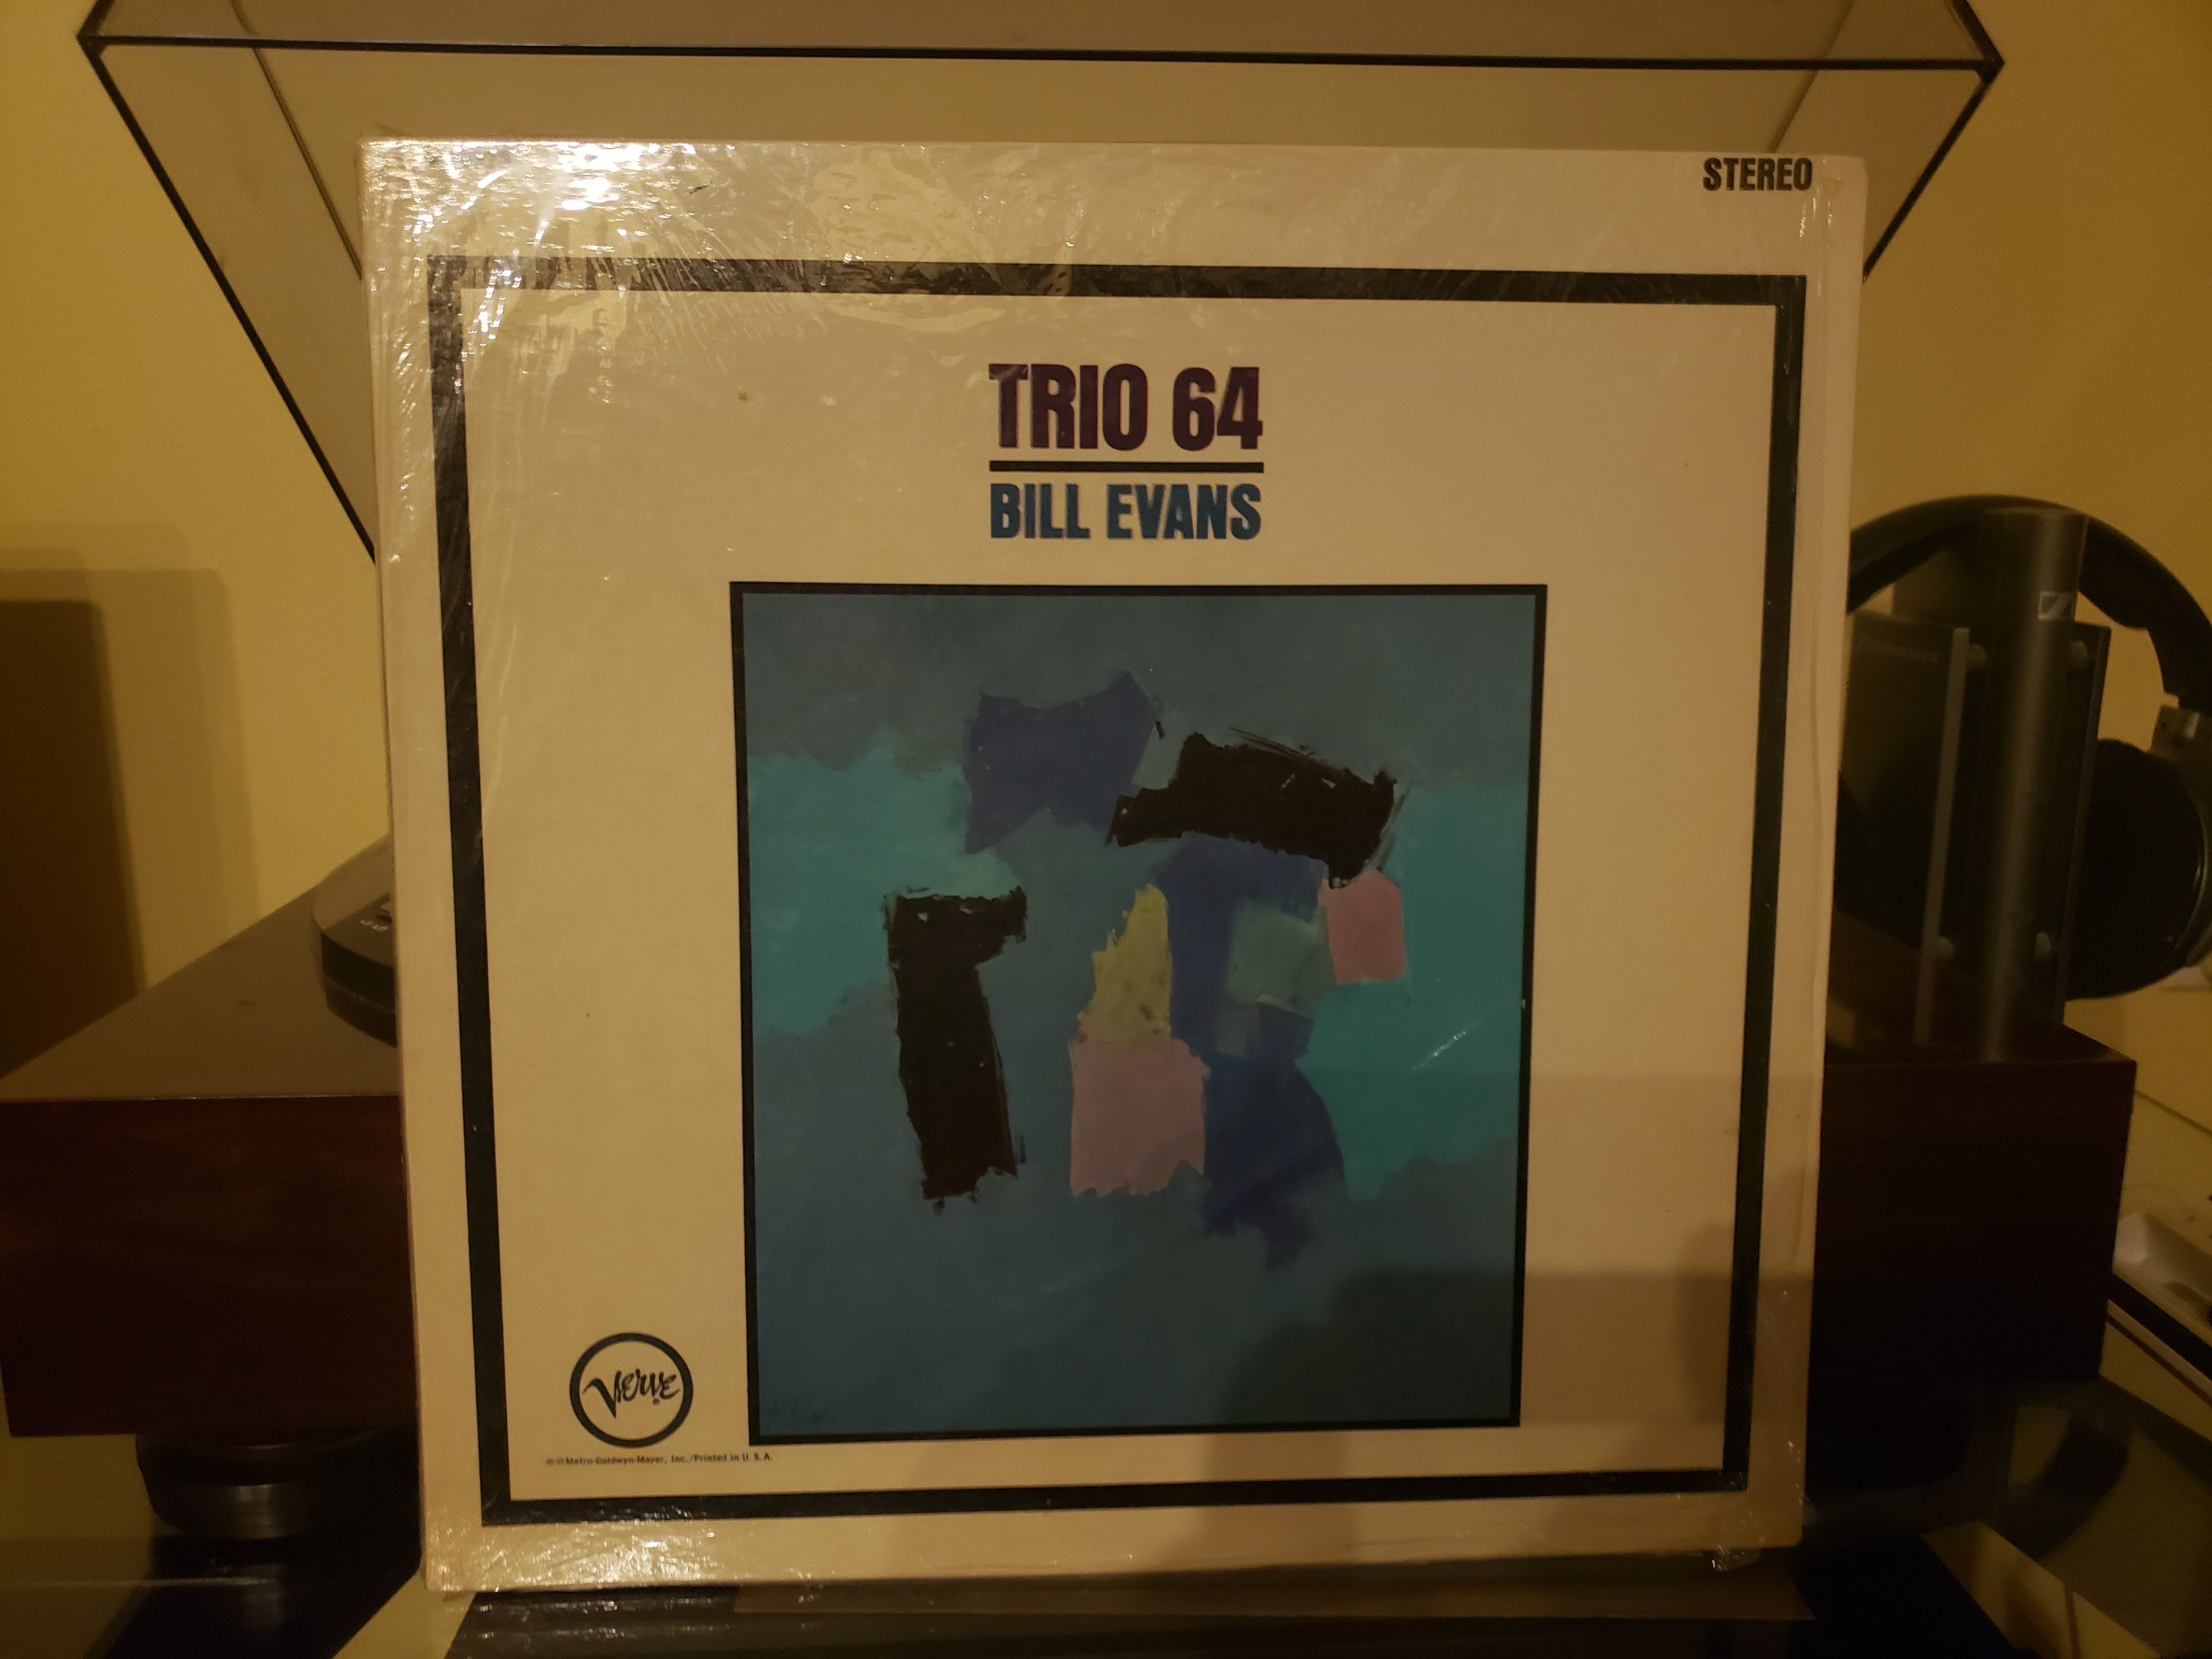 STEREO
TRIO 64
BILL EVANS
Verve
℗ © Metro-Goldwyn-Mayer, Inc./Printed in U. S. A.